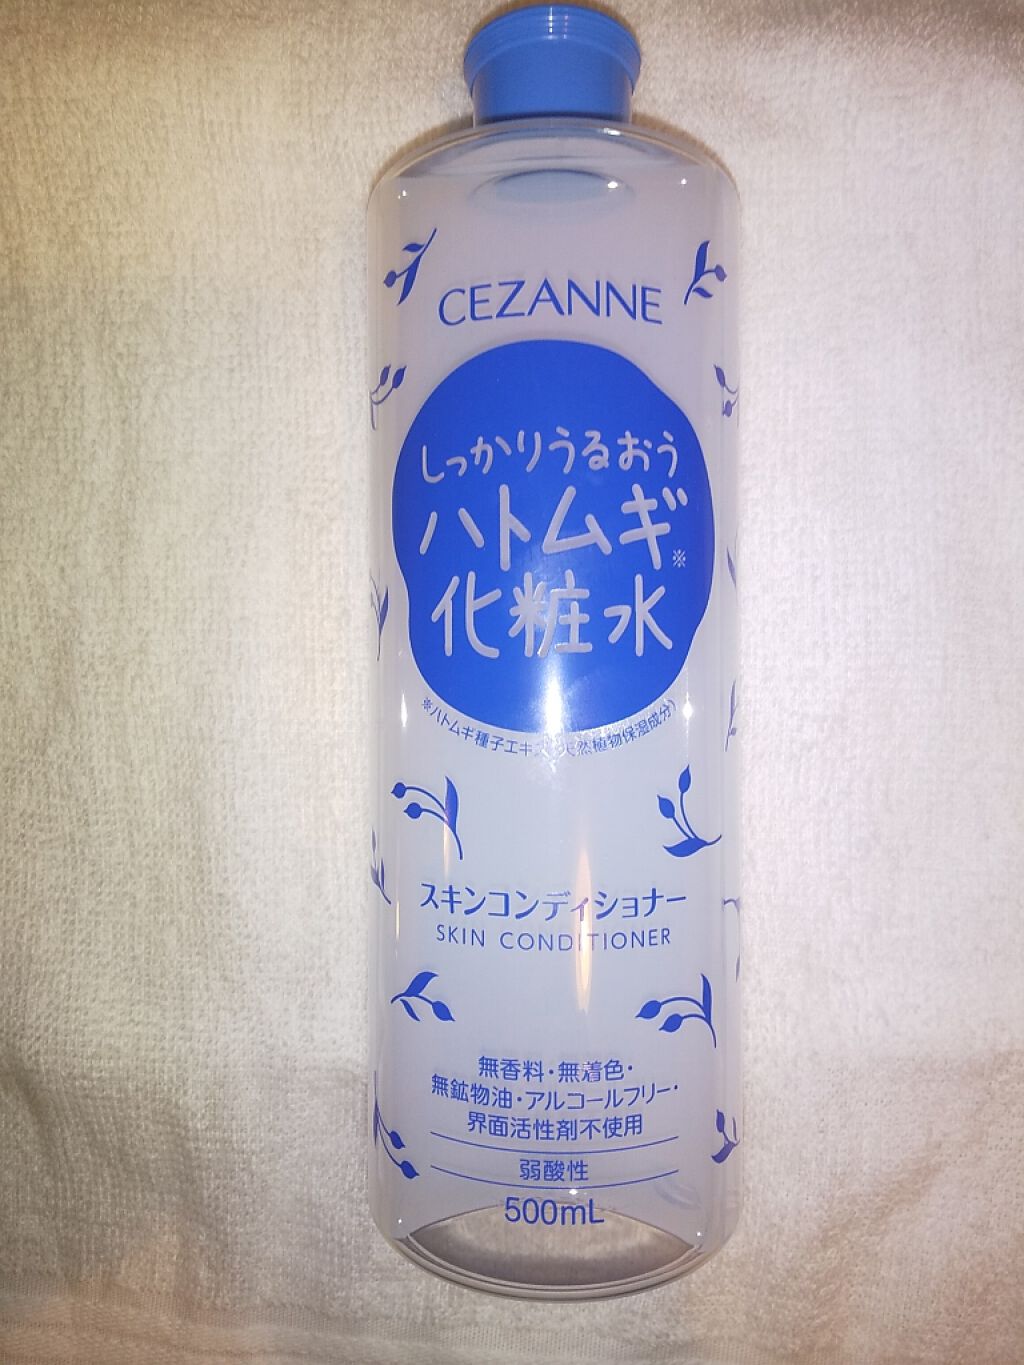 CEZANNE
しっかりうるおう
ハトムギ※
化粧水
※ハトムギ種子エキス 天然植物保湿成分)
スキンコンディショナー
SKIN CONDITIONER
無香料・無着色・
無鉱物油・アルコールフリー・
界面活性剤不使用
弱酸性
500mL